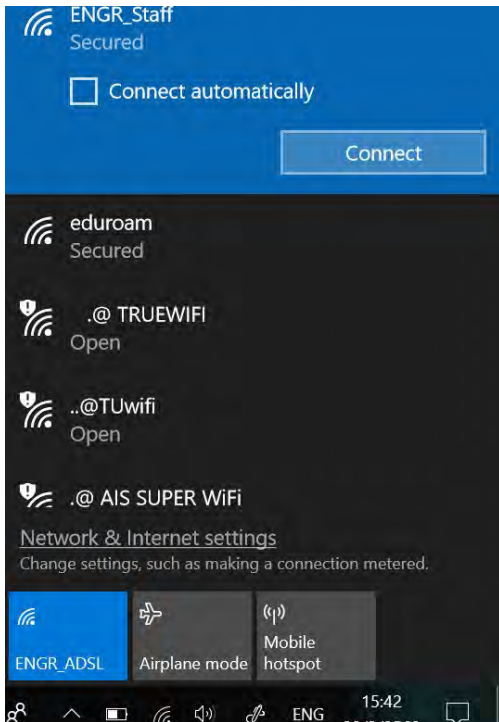 ENGR_Staff
Secured
Connect automatically
Connect
eduroam
Secured
.@ TRUEWIFI
Open
..@TUwifi
Open
.@ AIS SUPER WiFi
Network & Internet settings
Change settings, such as making a connection metered.
ENGR_ADSL
Airplane mode
Mobile
hotspot
ENG
15:42